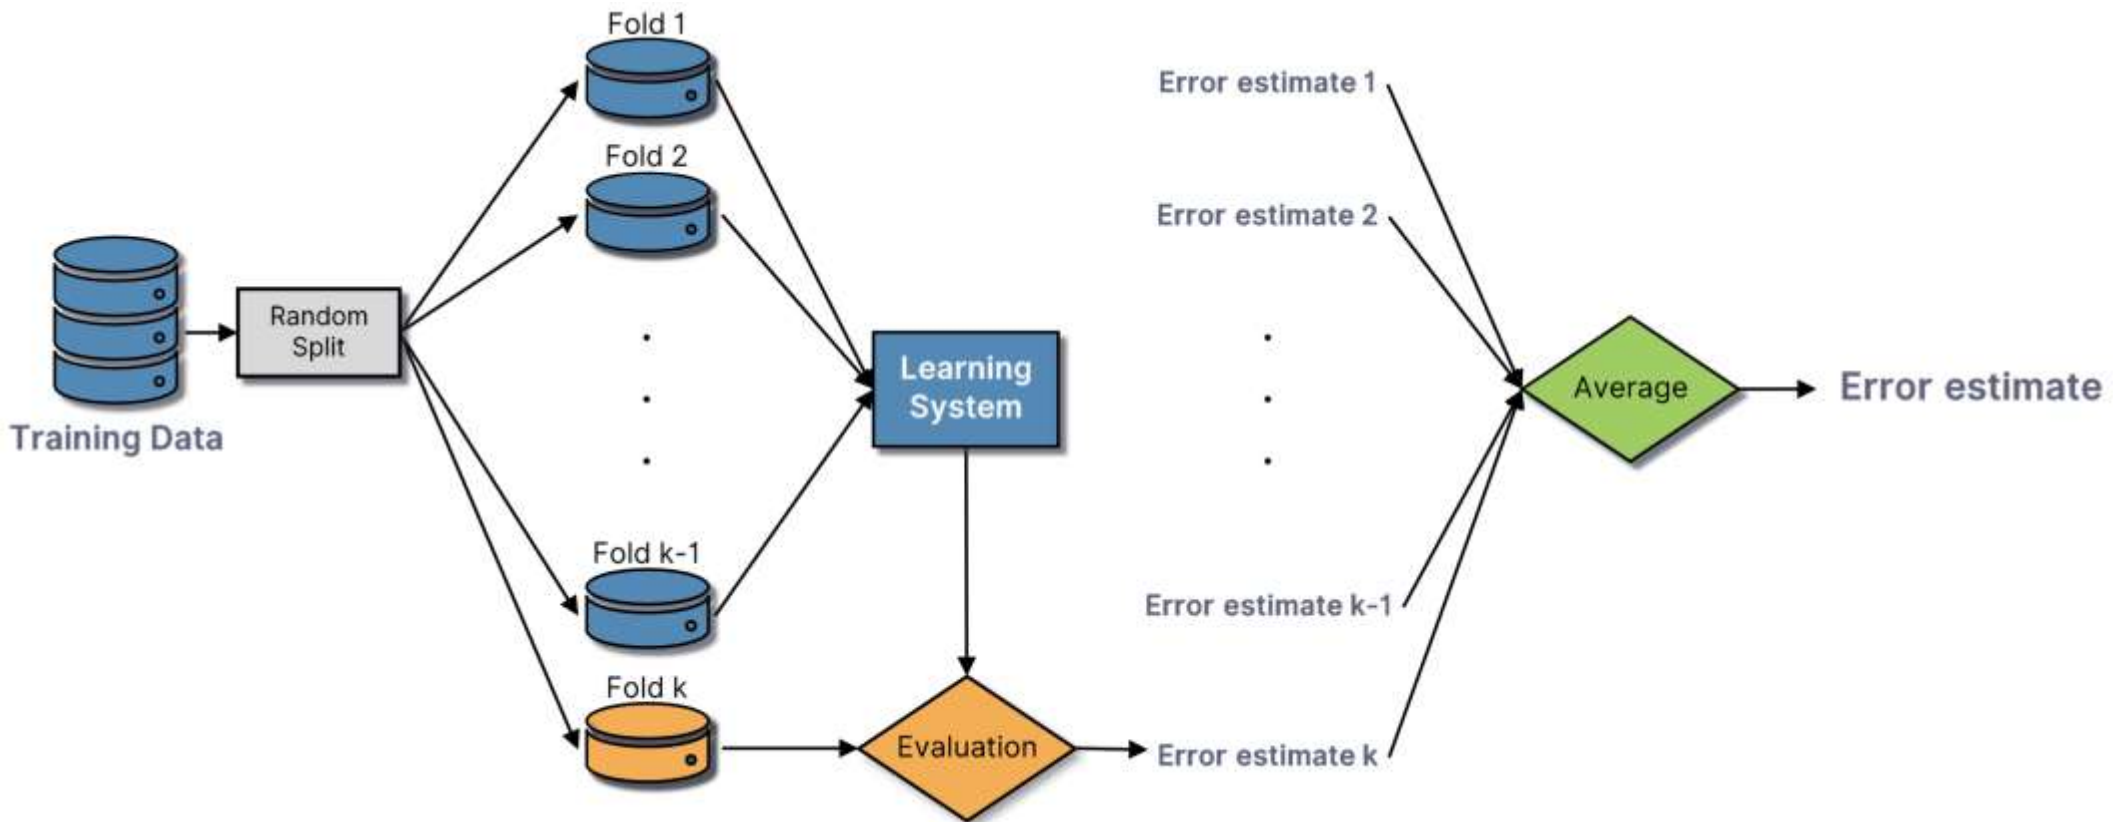 Fold 1
Error estimate 1
Fold 2
Error estimate 2
Random
Split
Training Data
Learning
System
Average
Error estimate
Fold k-1
Error estimate k-1
Fold k
Evaluation
Error estimate k